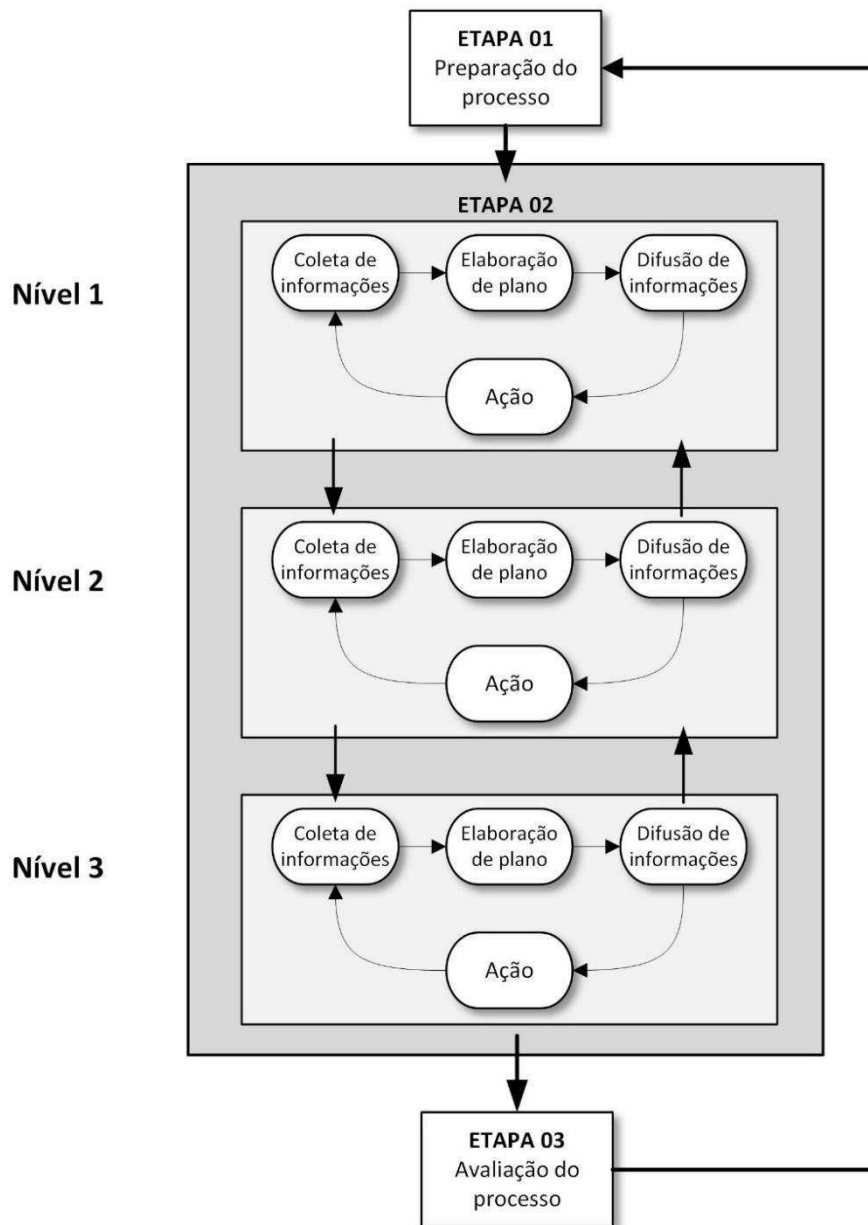 ETAPA 01
Preparação do
processo
ETAPA 02
Nível 1
Coleta de
informações
Elaboração
de plano
Difusão de
informações
Ação
Nível 2
Coleta de
informações
Elaboração
de plano
Difusão de
informações
Ação
Nível 3
Coleta de
informações
Elaboração
de plano
Difusão de
informações
Ação
ETAPA 03
Avaliação do
processo